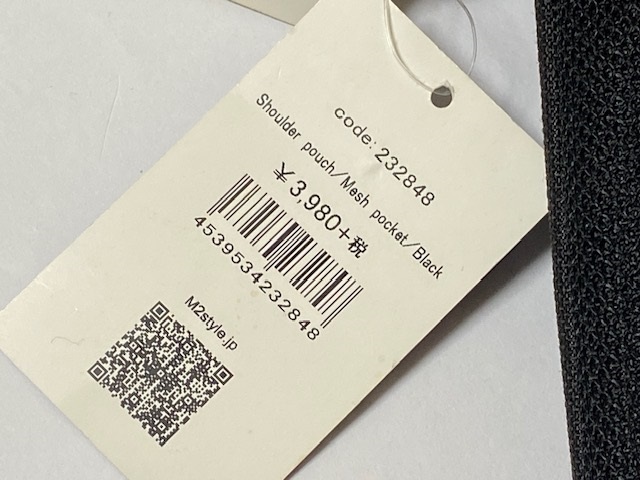 code: 232848
Shoulder pouch/Mesh pocket/Black
¥3,980+税
4539534232848
M2style.jp